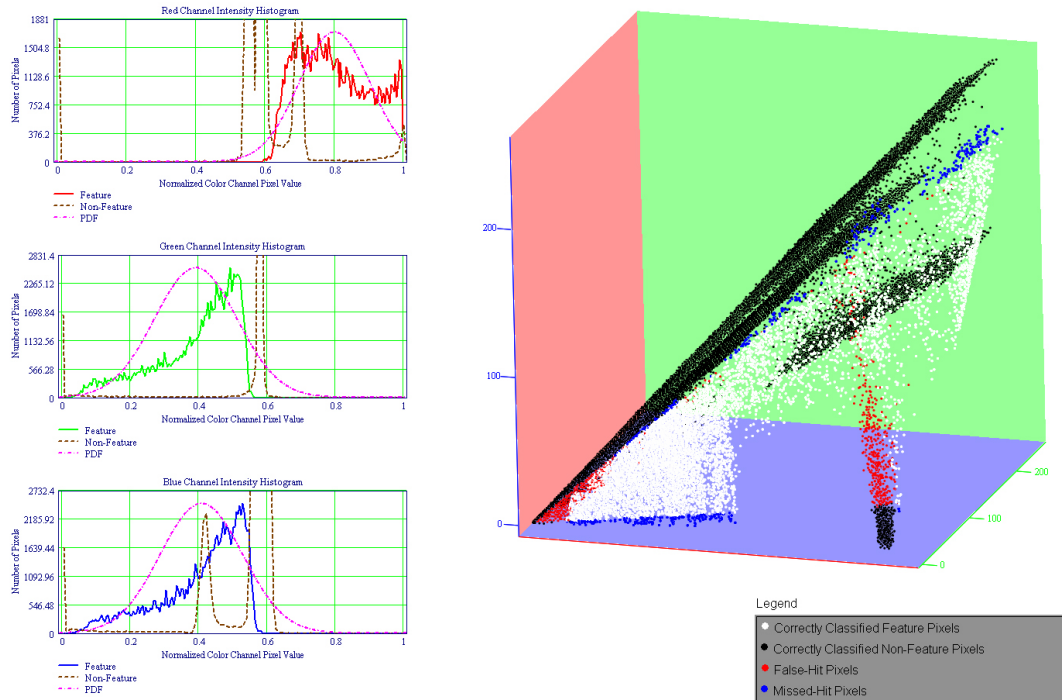 Red Channel Intensity Histogram
1881
1504.8
1128.6
752.4
376.2
0
Number of Pixels
0 0.2 0.4 0.6 0.8 1
Normalized Color Channel Pixel Value
Feature
Non-Feature
PDF
Green Channel Intensity Histogram
2831.4
2265.12
1698.84
1132.56
566.28
0
Number of Pixels
0 0.2 0.4 0.6 0.8 1
Normalized Color Channel Pixel Value
Feature
Non-Feature
PDF
Blue Channel Intensity Histogram
2732.4
2185.92
1639.44
1092.96
546.48
0
Number of Pixels
0 0.2 0.4 0.6 0.8 1
Normalized Color Channel Pixel Value
Feature
Non-Feature
PDF
200
100
0
200
100
0
Legend
Correctly Classified Feature Pixels
Correctly Classified Non-Feature Pixels
False-Hit Pixels
Missed-Hit Pixels